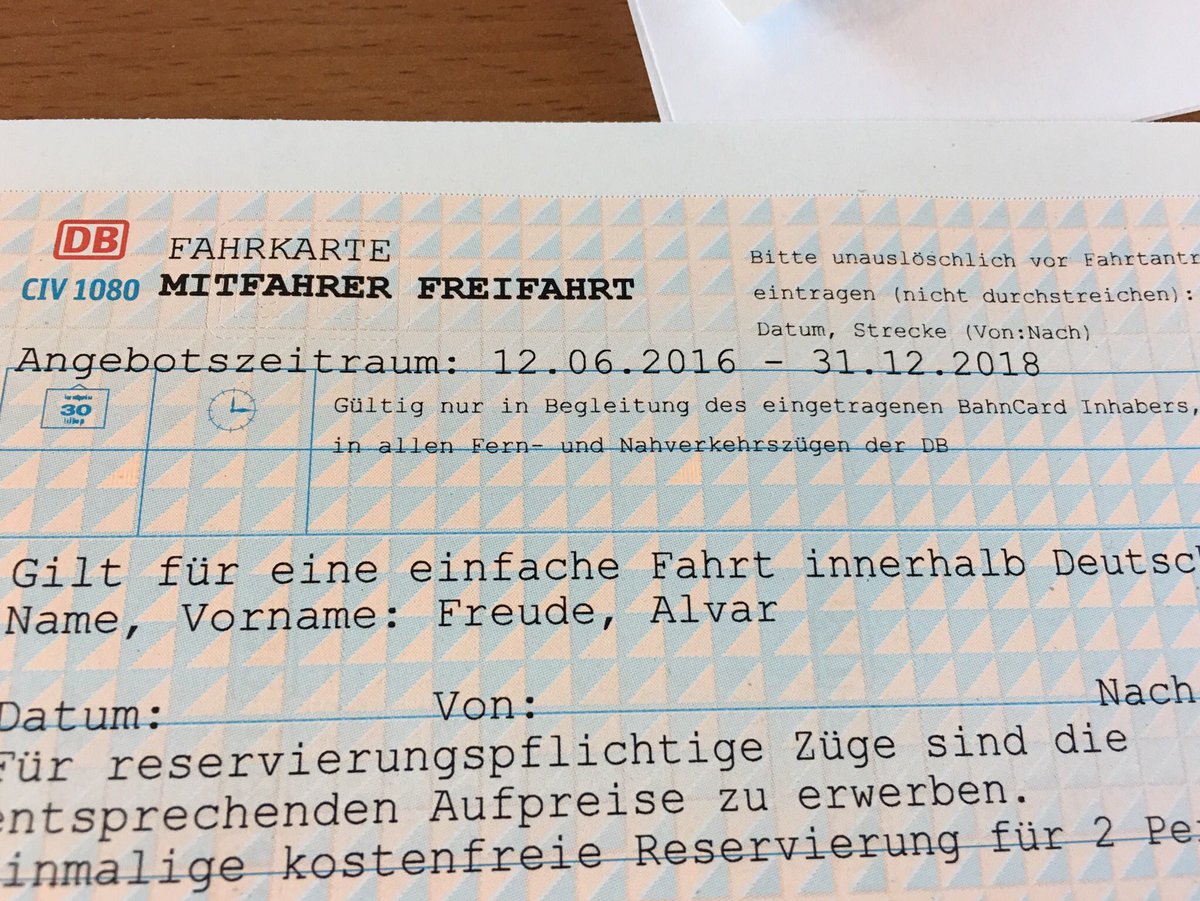 DB FAHRKARTE
CIV 1080 MITFAHRER FREIFAHRT
Bitte unauslöschlich vor Fahrtantr
eintragen (nicht durchstreichen):
Datum, Strecke (Von:Nach)
Angebotszeitraum: 12.06.2016 - 31.12.2018
30
Gültig nur in Begleitung des eingetragenen BahnCard Inhabers,
in allen Fern- und Nahverkehrszügen der DB
Gilt für eine einfache Fahrt innerhalb Deutsc
Name, Vorname: Freude, Alvar
Datum: Von: Nach
Für reservierungspflichtige Züge sind die
entsprechenden Aufpreise zu erwerben.
inmalige kostenfreie Reservierung für 2 Pe